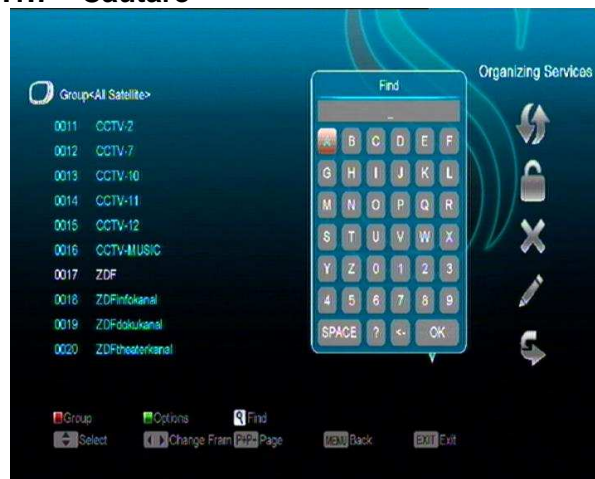 Organizing Services
Group<All Satellite>
0011 CCTV-2
0012 CCTV-7
0013 CCTV-10
0014 CCTV-11
0015 CCTV-12
0016 CCTV-MUSIC
0017 ZDF
0018 ZDFinfokanal
0019 ZDFdokukanal
0020 ZDFtheaterkanal
Find
_
A B C D E F
G H I J K L
M N O P Q R
S T U V W X
Y Z 0 1 2 3
4 5 6 7 8 9
SPACE ? <- OK
Group Options Find
Select Change Fram P+P- Page MENU Back EXIT Exit